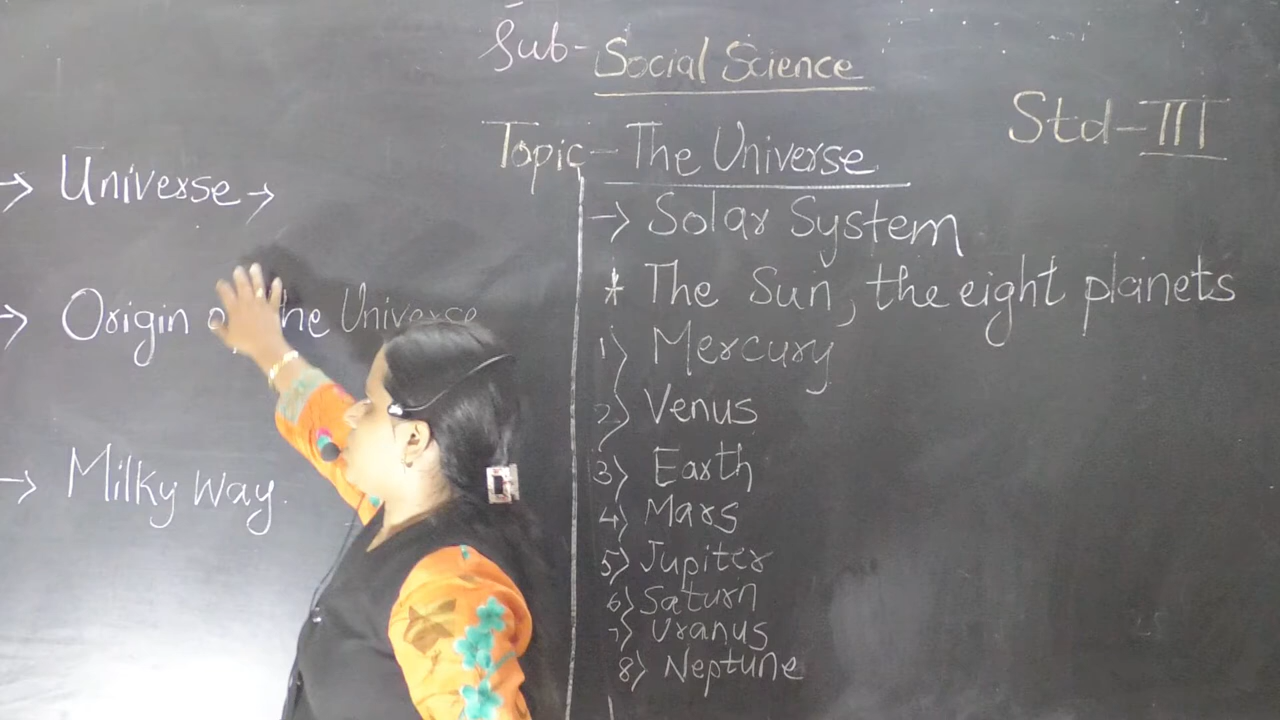 Sub- Social Science
Std-III
Topic- The Universe
→ Universe →
→ Origin of the Universe
→ Milky Way.
→ Solar System
* The Sun, the eight planets
1) Mercury
2) Venus
3) Earth
4) Mars
5) Jupiter
6) Saturn
7) Uranus
8) Neptune